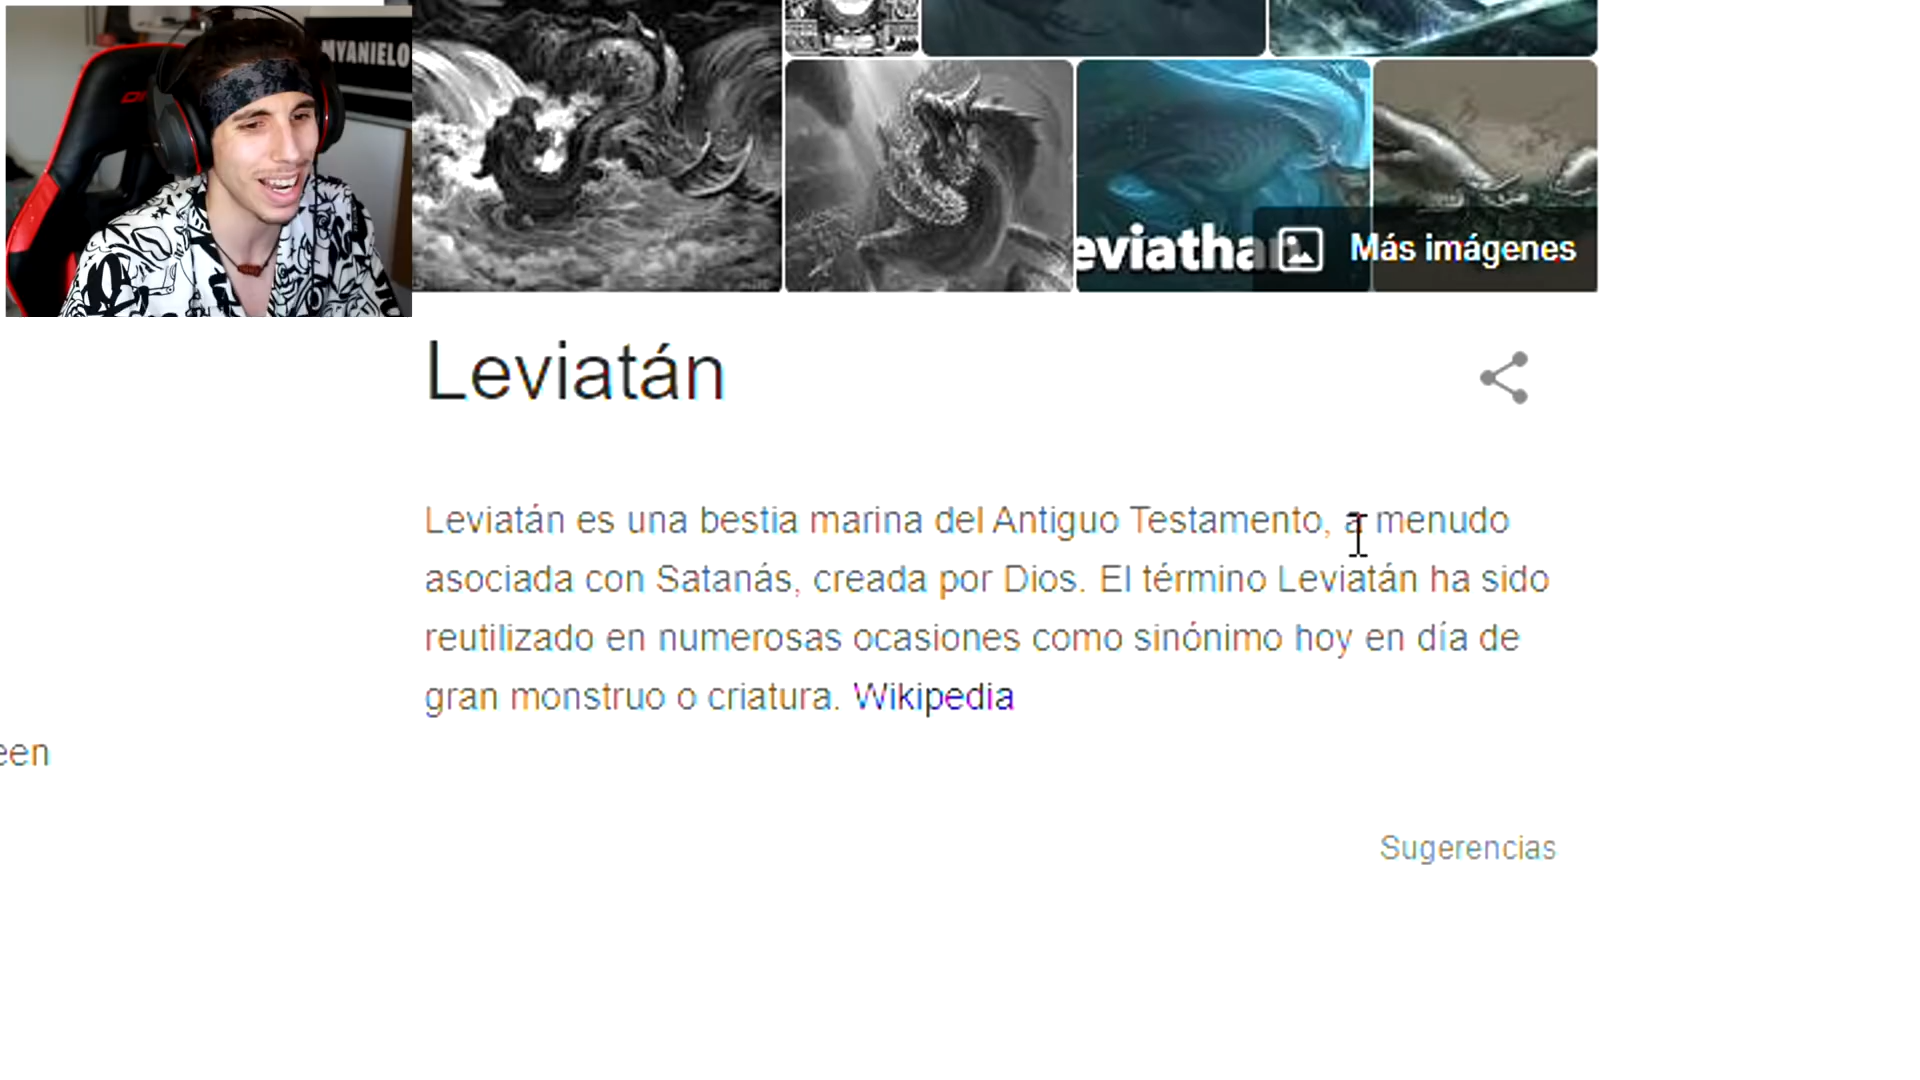 MYANIELO
eviatha
Más imágenes
Leviatán
Leviatán es una bestia marina del Antiguo Testamento, a menudo
asociada con Satanás, creada por Dios. El término Leviatán ha sido
reutilizado en numerosas ocasiones como sinónimo hoy en día de
gran monstruo o criatura. Wikipedia
een
Sugerencias